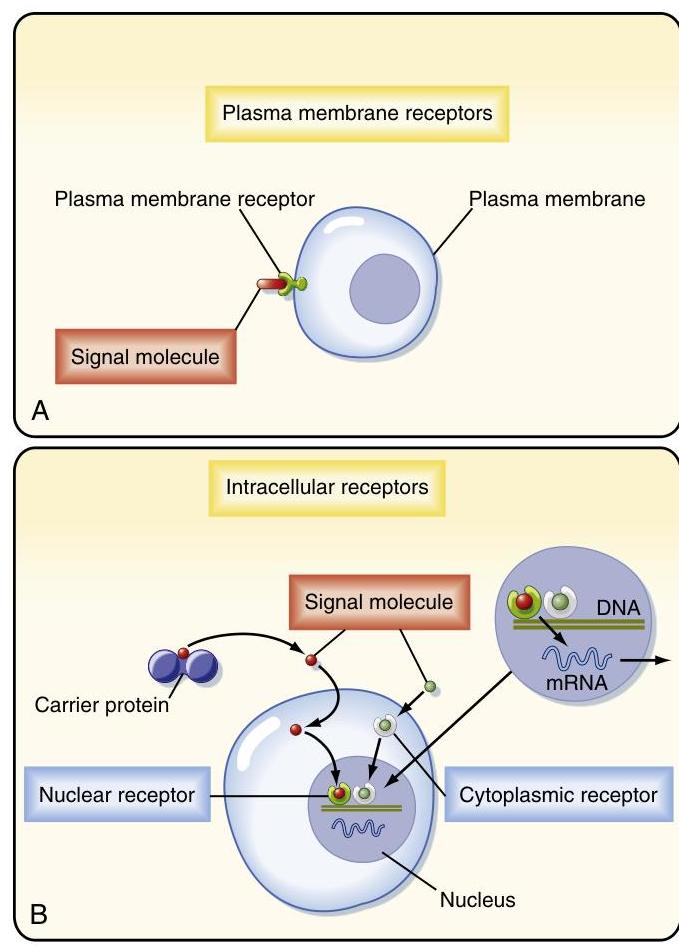 Plasma membrane receptors
Plasma membrane receptor
Plasma membrane
Signal molecule
A
Intracellular receptors
Signal molecule
DNA
mRNA
Carrier protein
Nuclear receptor
Cytoplasmic receptor
Nucleus
B